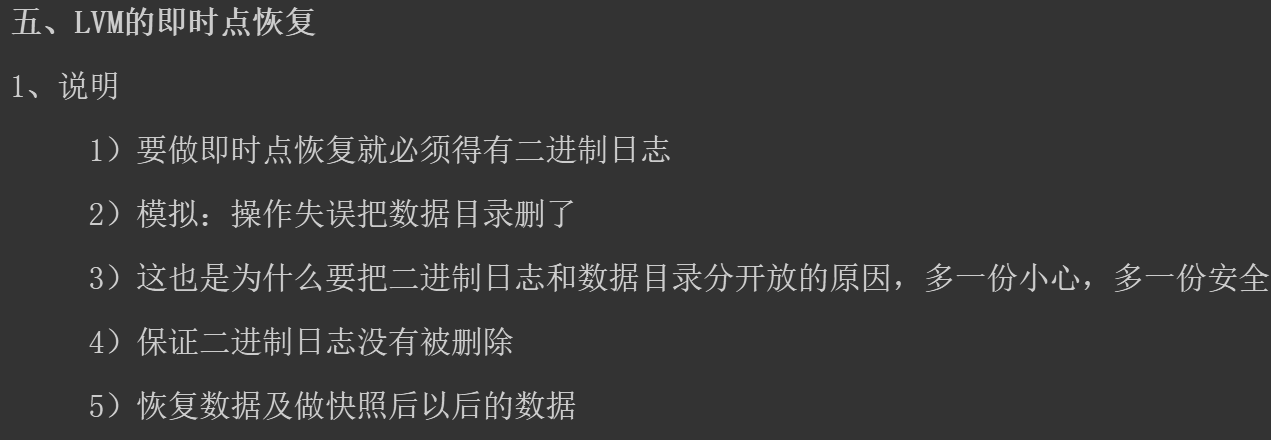 五、LVM的即时点恢复
1、说明
1）要做即时点恢复就必须得有二进制日志
2）模拟：操作失误把数据目录删了
3）这也是为什么要把二进制日志和数据目录分开放的原因，多一份小心，多一份安全
4）保证二进制日志没有被删除
5）恢复数据及做快照后以后的数据